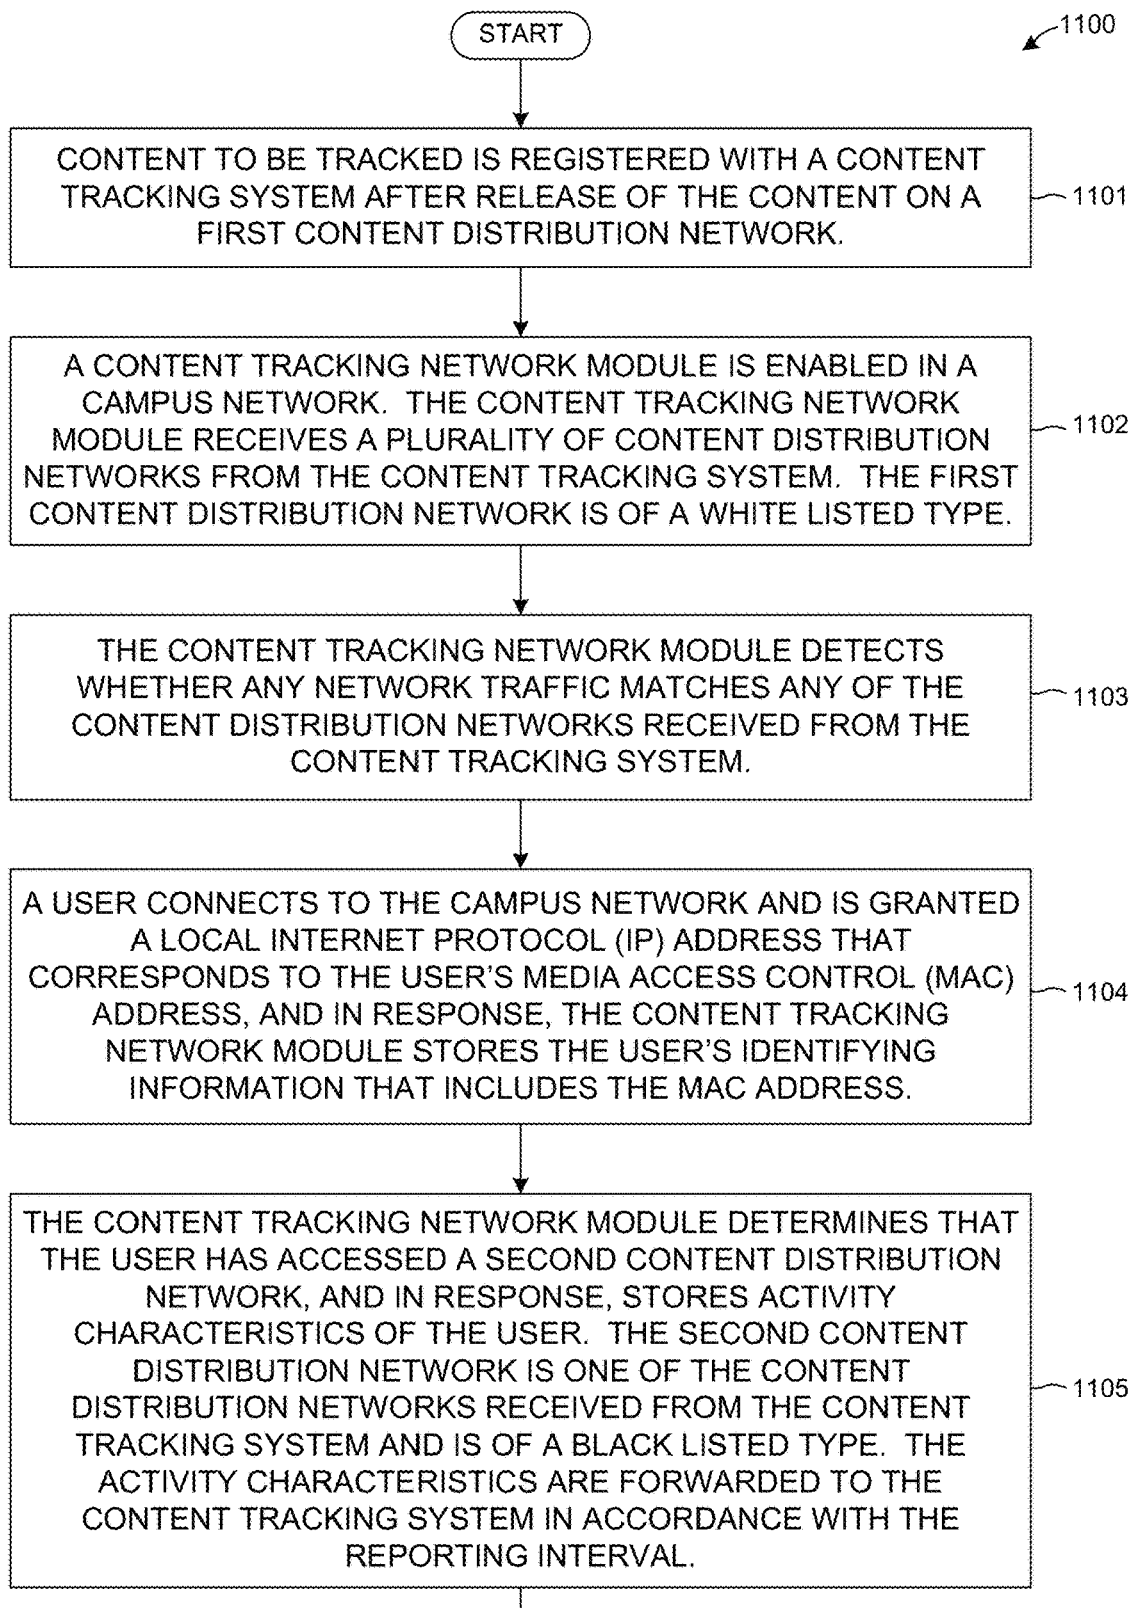 START
1100
CONTENT TO BE TRACKED IS REGISTERED WITH A CONTENT
TRACKING SYSTEM AFTER RELEASE OF THE CONTENT ON A
FIRST CONTENT DISTRIBUTION NETWORK.
1101
A CONTENT TRACKING NETWORK MODULE IS ENABLED IN A
CAMPUS NETWORK. THE CONTENT TRACKING NETWORK
MODULE RECEIVES A PLURALITY OF CONTENT DISTRIBUTION
NETWORKS FROM THE CONTENT TRACKING SYSTEM. THE FIRST
CONTENT DISTRIBUTION NETWORK IS OF A WHITE LISTED TYPE.
1102
THE CONTENT TRACKING NETWORK MODULE DETECTS
WHETHER ANY NETWORK TRAFFIC MATCHES ANY OF THE
CONTENT DISTRIBUTION NETWORKS RECEIVED FROM THE
CONTENT TRACKING SYSTEM.
1103
A USER CONNECTS TO THE CAMPUS NETWORK AND IS GRANTED
A LOCAL INTERNET PROTOCOL (IP) ADDRESS THAT
CORRESPONDS TO THE USER'S MEDIA ACCESS CONTROL (MAC)
ADDRESS, AND IN RESPONSE, THE CONTENT TRACKING
NETWORK MODULE STORES THE USER'S IDENTIFYING
INFORMATION THAT INCLUDES THE MAC ADDRESS.
1104
THE CONTENT TRACKING NETWORK MODULE DETERMINES THAT
THE USER HAS ACCESSED A SECOND CONTENT DISTRIBUTION
NETWORK, AND IN RESPONSE, STORES ACTIVITY
CHARACTERISTICS OF THE USER. THE SECOND CONTENT
DISTRIBUTION NETWORK IS ONE OF THE CONTENT
DISTRIBUTION NETWORKS RECEIVED FROM THE CONTENT
TRACKING SYSTEM AND IS OF A BLACK LISTED TYPE. THE
ACTIVITY CHARACTERISTICS ARE FORWARDED TO THE
CONTENT TRACKING SYSTEM IN ACCORDANCE WITH THE
REPORTING INTERVAL.
1105